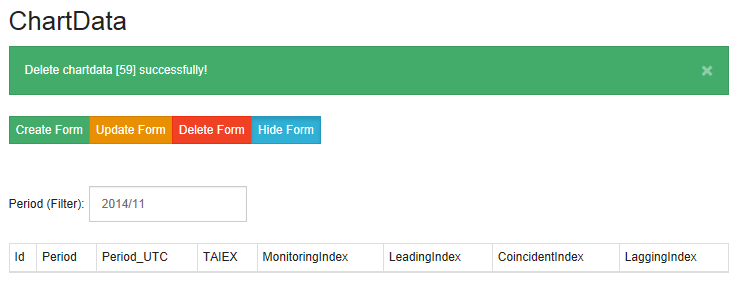 ChartData
Delete chartdata [59] successfully! ×
Create Form Update Form Delete Form Hide Form
Period (Filter): 2014/11
Id Period Period_UTC TAIEX MonitoringIndex LeadingIndex CoincidentIndex LaggingIndex